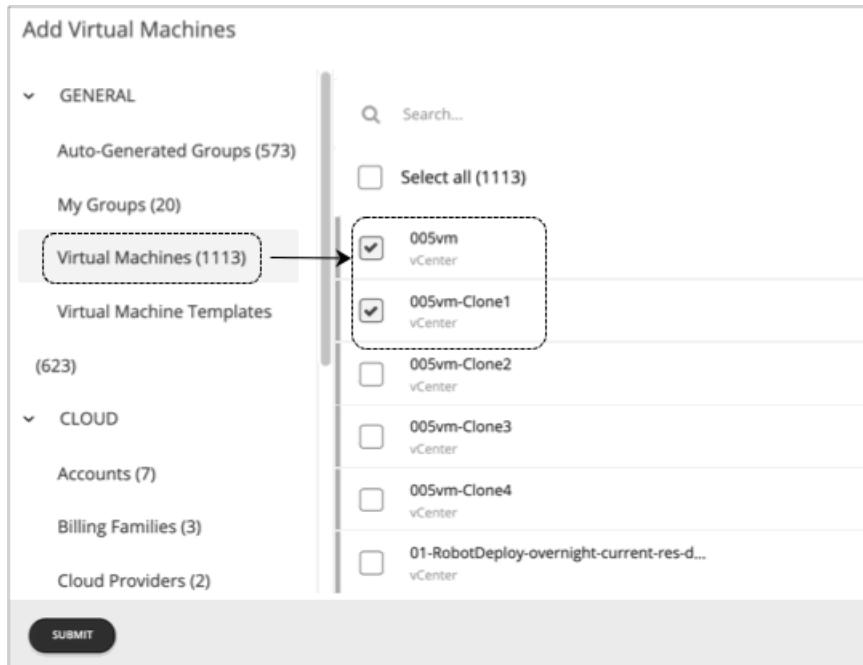 Add Virtual Machines
GENERAL
Auto-Generated Groups (573)
My Groups (20)
Virtual Machines (1113)
Virtual Machine Templates
(623)
CLOUD
Accounts (7)
Billing Families (3)
Cloud Providers (2)
Search...
Select all (1113)
005vm
vCenter
005vm-Clone1
vCenter
005vm-Clone2
vCenter
005vm-Clone3
vCenter
005vm-Clone4
vCenter
01-RobotDeploy-overnight-current-res-d...
vCenter
SUBMIT